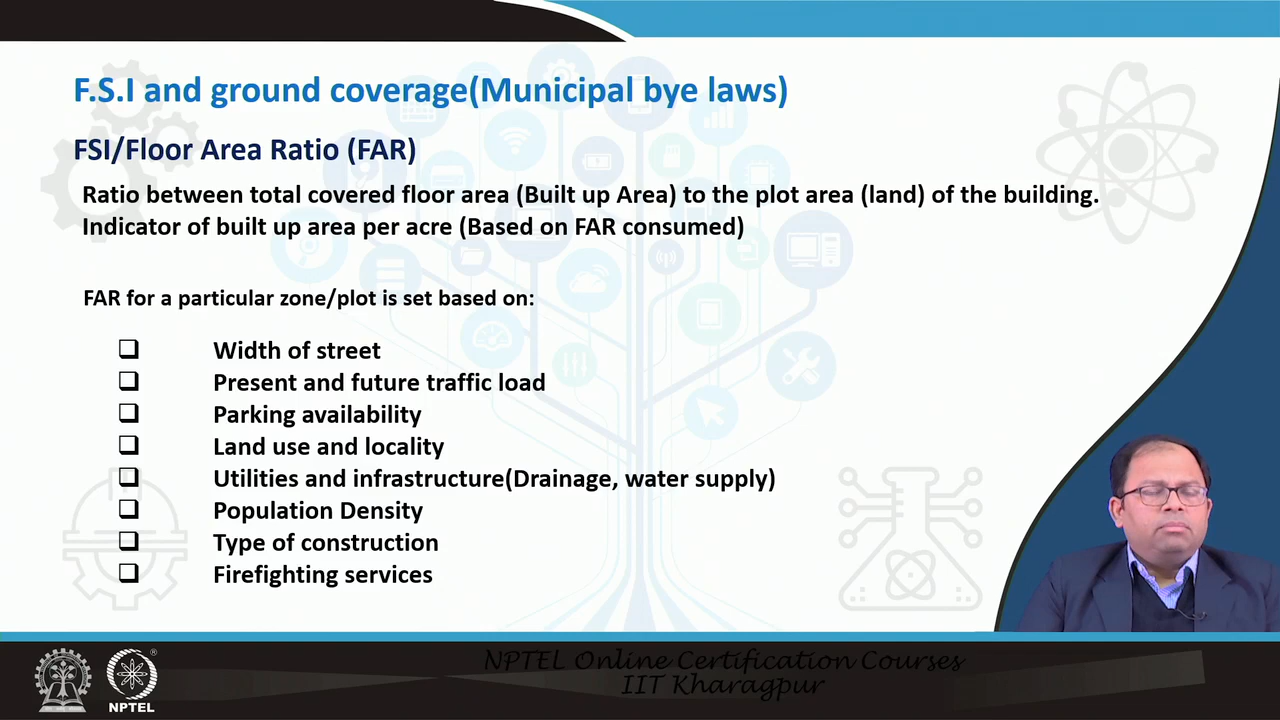 F.S.I and ground coverage(Municipal bye laws)
FSI/Floor Area Ratio (FAR)
Ratio between total covered floor area (Built up Area) to the plot area (land) of the building.
Indicator of built up area per acre (Based on FAR consumed)
FAR for a particular zone/plot is set based on:
Width of street
Present and future traffic load
Parking availability
Land use and locality
Utilities and infrastructure(Drainage, water supply)
Population Density
Type of construction
Firefighting services
NPTEL Online Certification Courses
IIT Kharagpur
NPTEL